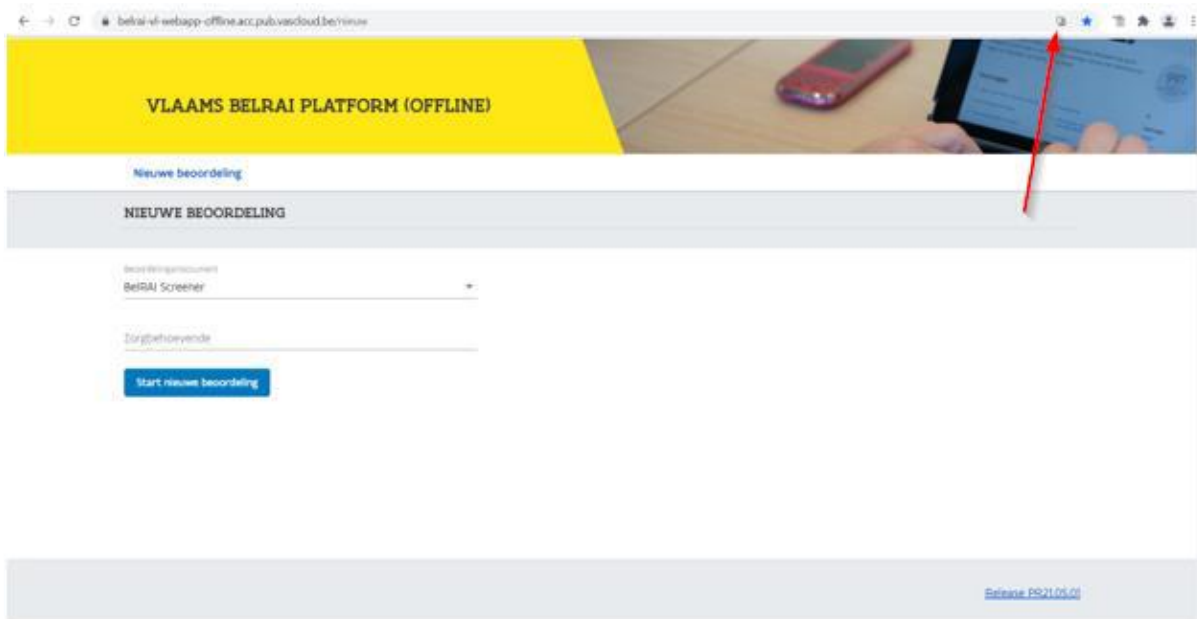 belrai-vl-webapp-offline.acc.pub.vascloud.be/nieuw
VLAAMS BELRAI PLATFORM (OFFLINE)
Nieuwe beoordeling
NIEUWE BEOORDELING
BelRAI Screener
Zorgbehoevende
Start nieuwe beoordeling
Release PR21.05.01